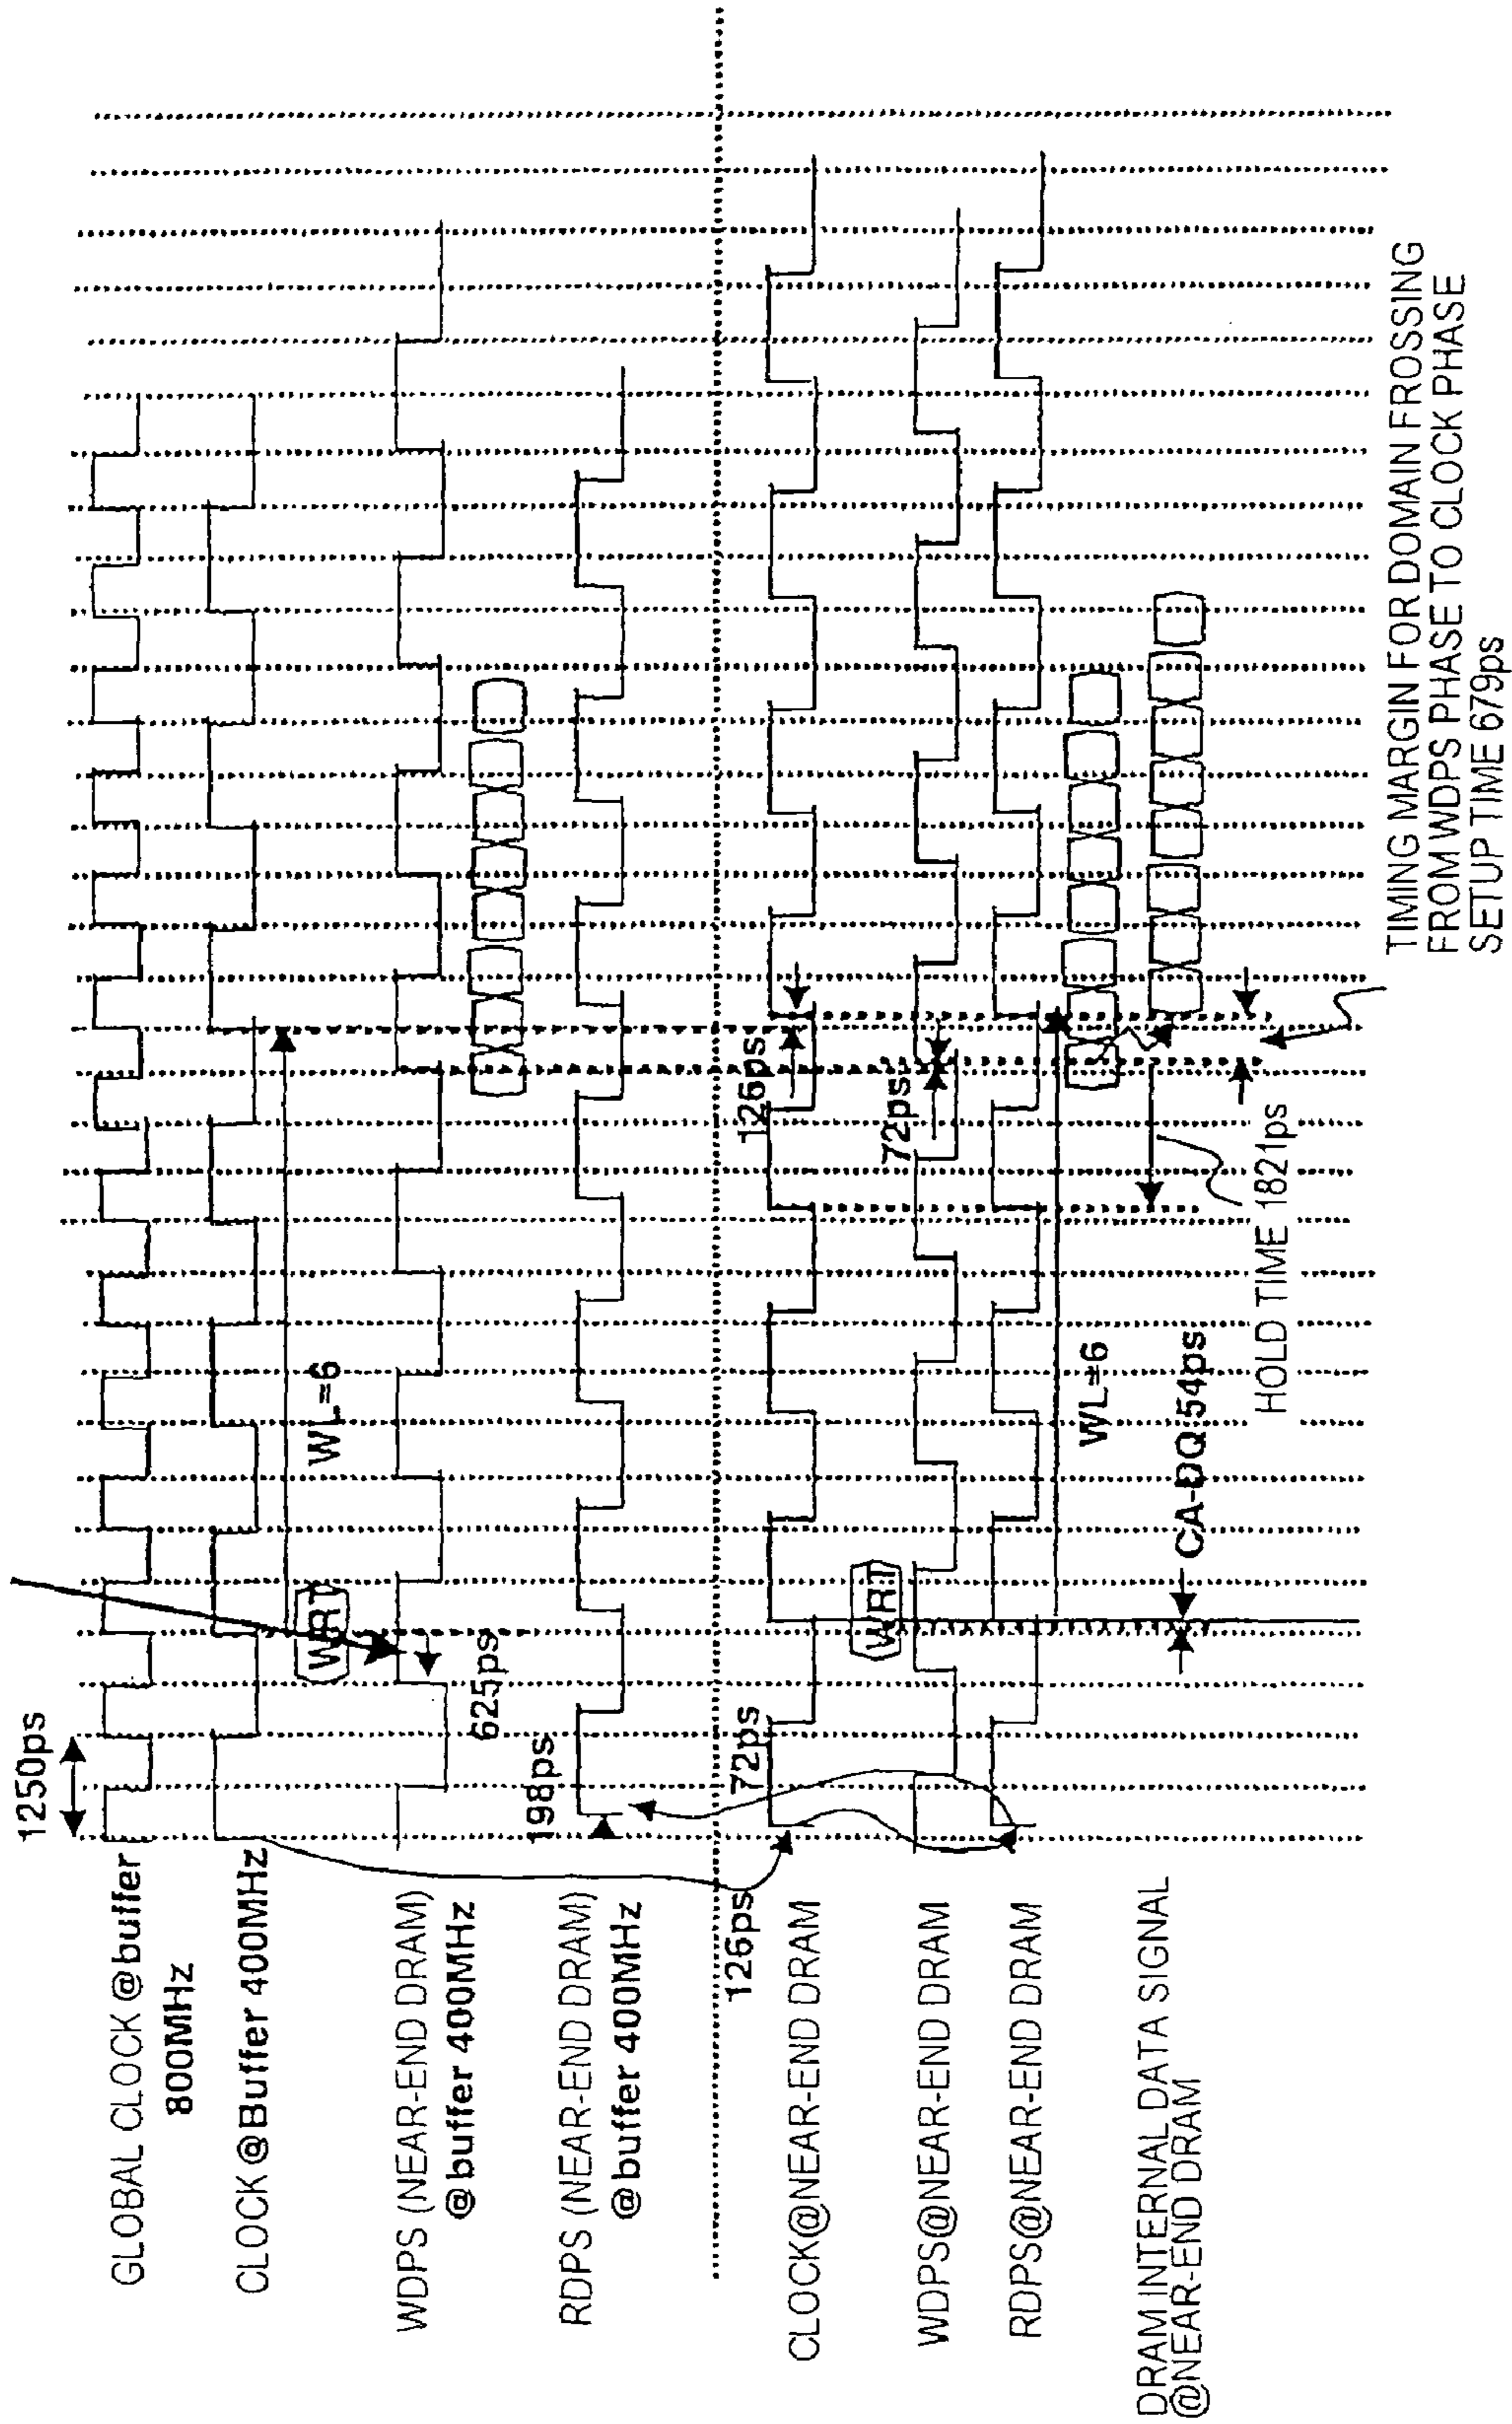 1250ps
GLOBAL CLOCK @buffer
800MHz
CLOCK @Buffer 400MHz
WRT
WL=6
WDPS (NEAR-END DRAM)
@buffer 400MHz
625ps
198ps
RDPS (NEAR-END DRAM)
@buffer 400MHz
126ps
72ps
126ps
CLOCK@NEAR-END DRAM
WRT
72ps
WDPS@NEAR-END DRAM
RDPS@NEAR-END DRAM
WL=6
CA-DQ 54ps
DRAM INTERNAL DATA SIGNAL
@NEAR-END DRAM
HOLD TIME 1821ps
TIMING MARGIN FOR DOMAIN FROSSING
FROM WDPS PHASE TO CLOCK PHASE
SETUP TIME 679ps